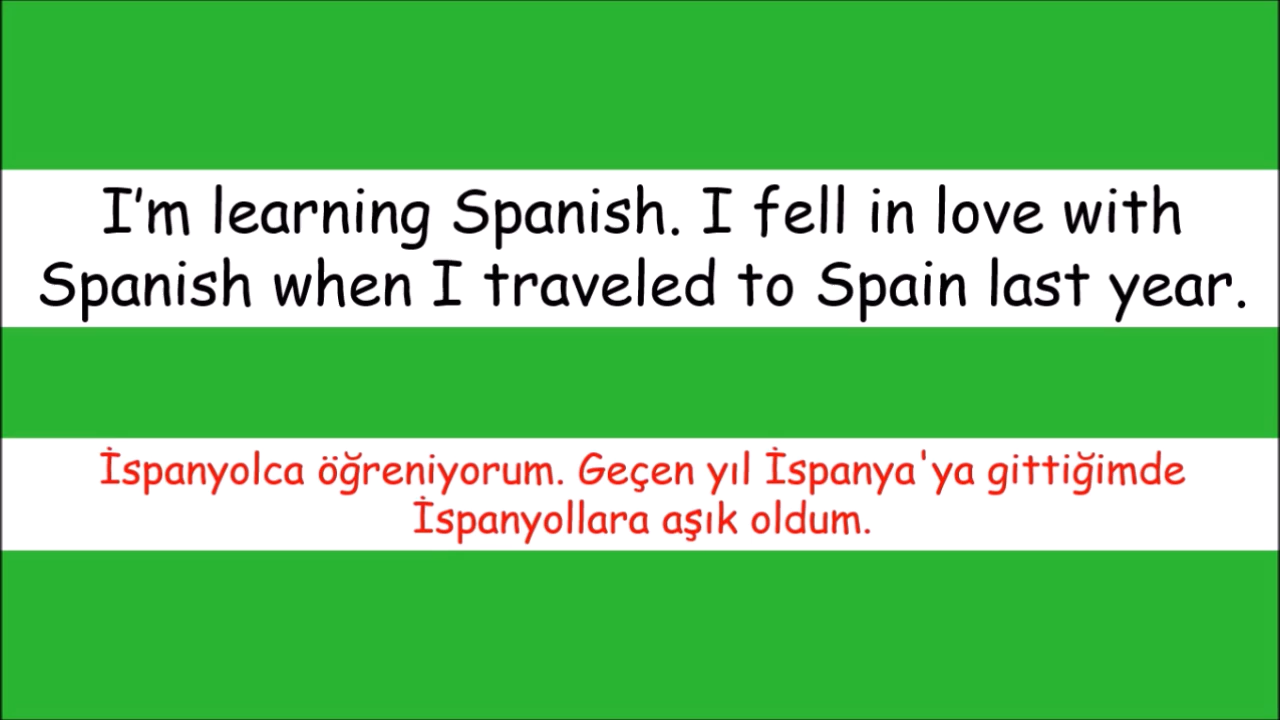 I’m learning Spanish. I fell in love with
Spanish when I traveled to Spain last year.
İspanyolca öğreniyorum. Geçen yıl İspanya'ya gittiğimde
İspanyollara aşık oldum.